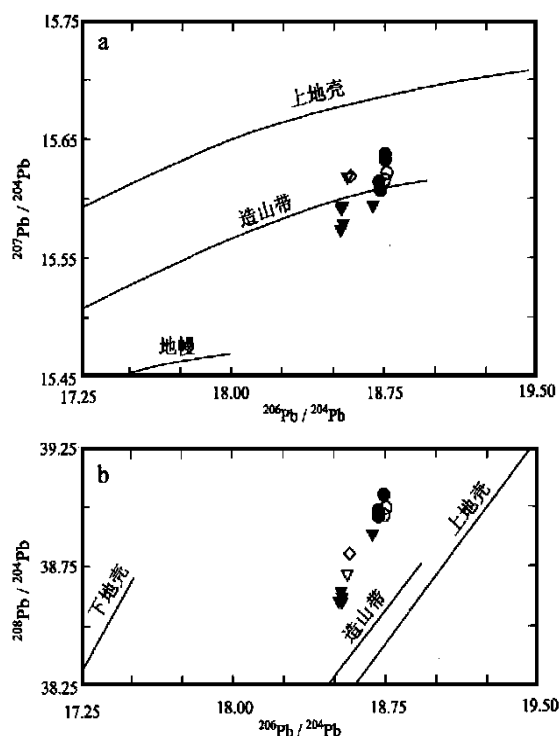 a
15.75
15.65
15.55
15.45
²⁰⁷Pb / ²⁰⁴Pb
上地壳
造山带
地幔
17.25
18.00
18.75
19.50
²⁰⁶Pb / ²⁰⁴Pb
b
39.25
38.75
38.25
²⁰⁸Pb / ²⁰⁴Pb
下地壳
造山带
上地壳
17.25
18.00
18.75
19.50
²⁰⁶Pb / ²⁰⁴Pb